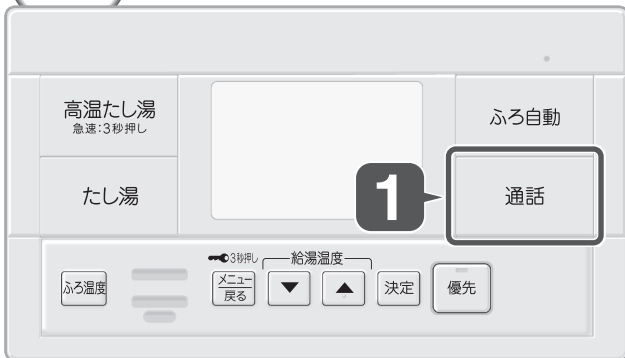 高温たし湯
急速:3秒押し
ふろ自動
たし湯
1
通話
3秒押し
給湯温度
ふろ温度
メニュー
戻る
▼
▲
決定
優先